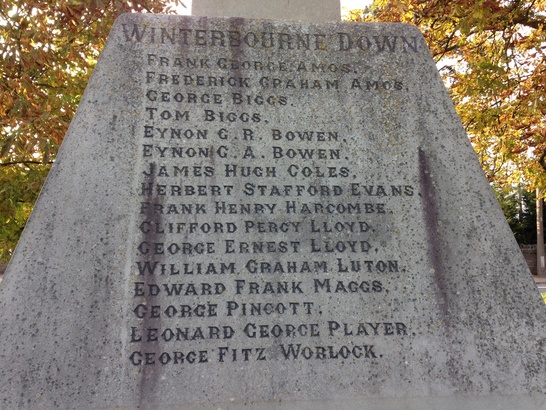 WINTERBOURNE DOWN
FRANK GEORGE AMOS.
FREDERICK GRAHAM AMOS.
GEORGE BIGGS.
TOM BIGGS.
EYNON G. R. BOWEN.
EYNON G. A. BOWEN.
JAMES HUGH COLES.
HERBERT STAFFORD EVANS
FRANK HENRY HARCOMBE.
CLIFFORD PERCY LLOYD.
GEORGE ERNEST LLOYD.
WILLIAM GRAHAM LUTON.
EDWARD FRANK MAGGS.
GEORGE PINCOTT.
LEONARD GEORGE PLAYER.
GEORGE FITZ WORLOCK.